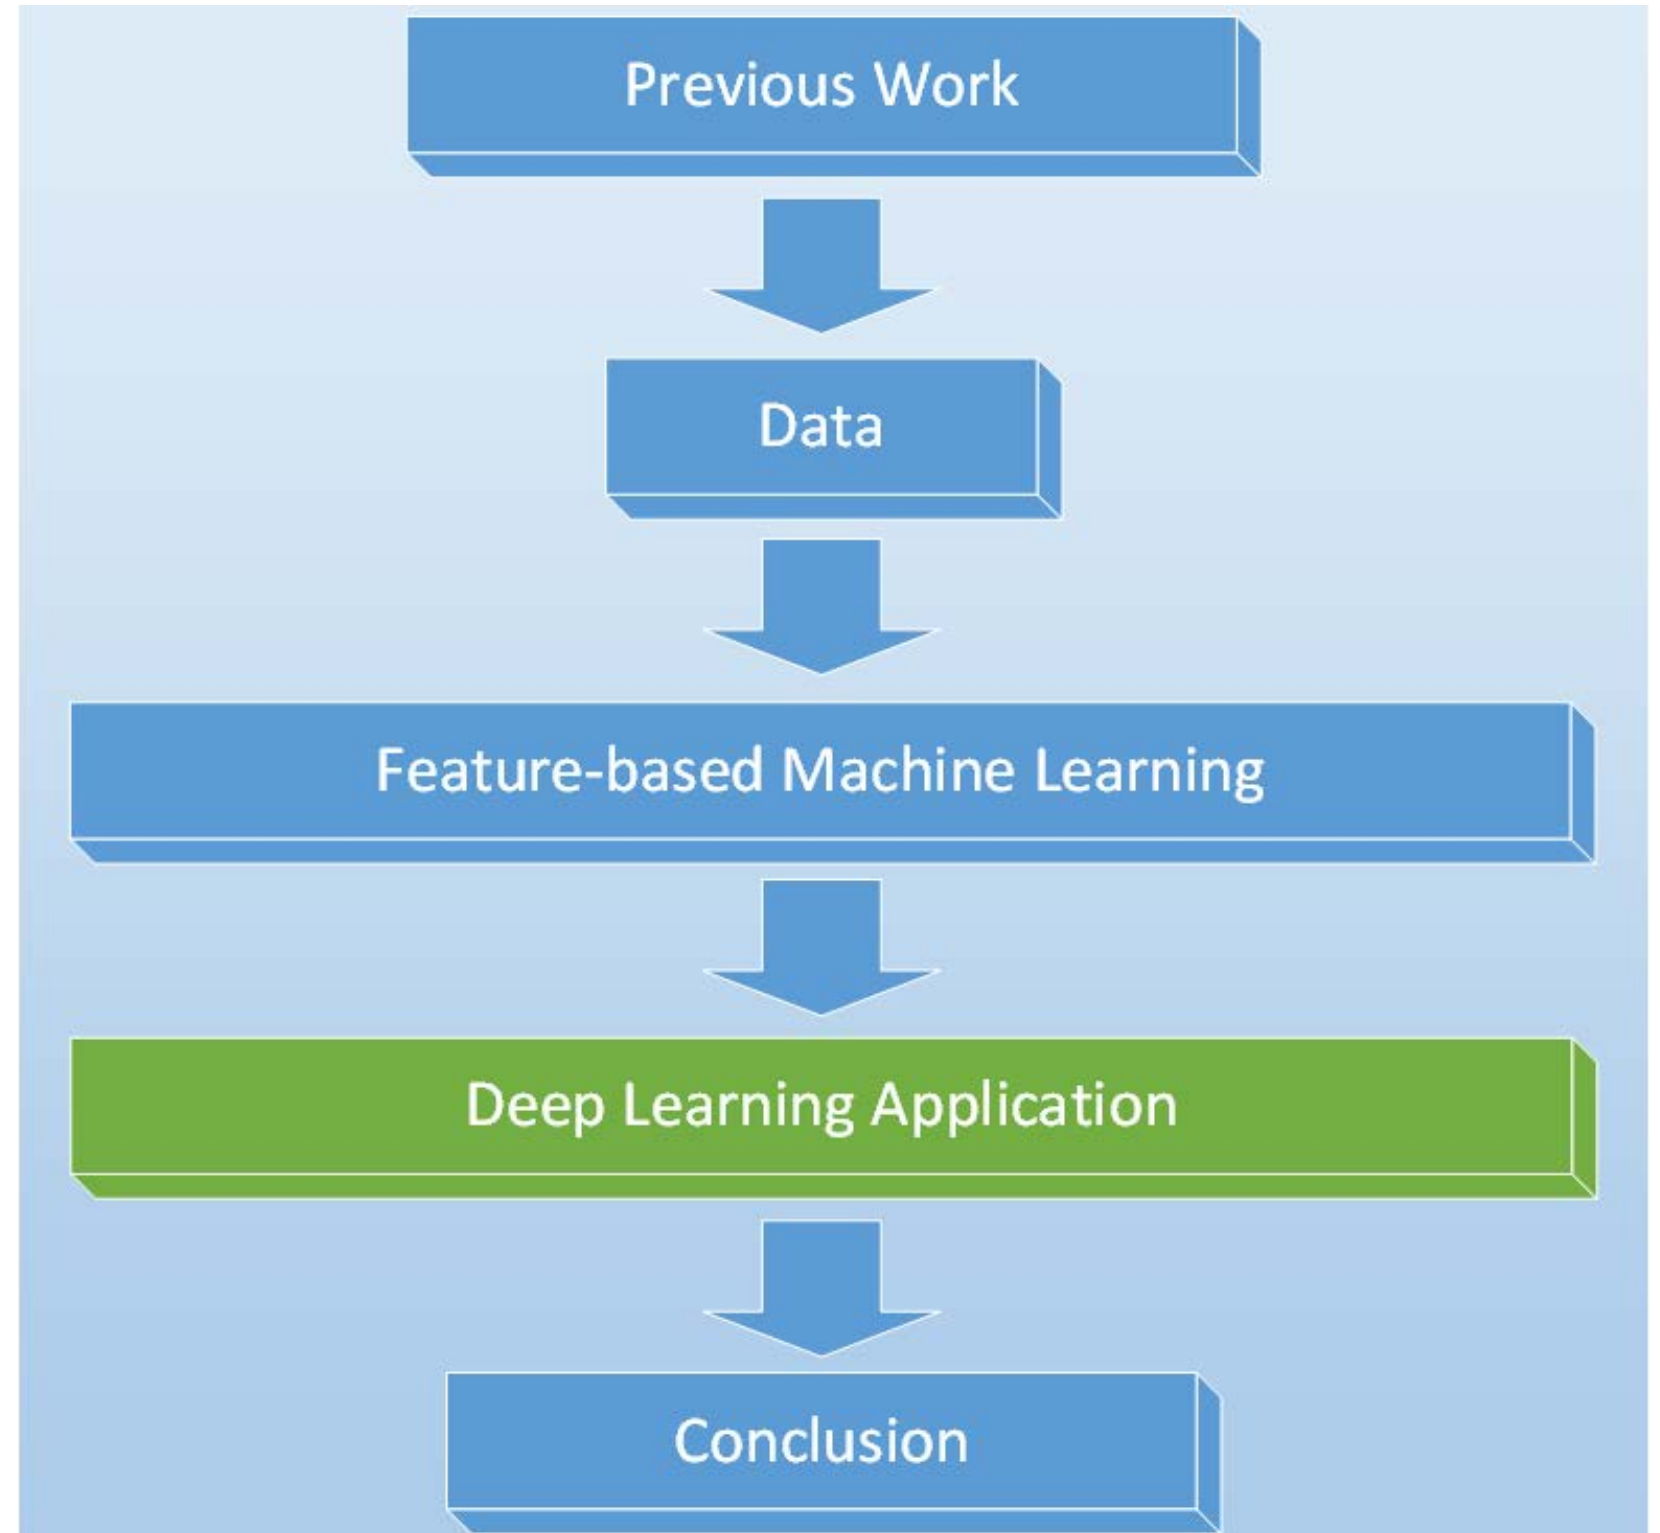 Previous Work
Data
Feature-based Machine Learning
Deep Learning Application
Conclusion